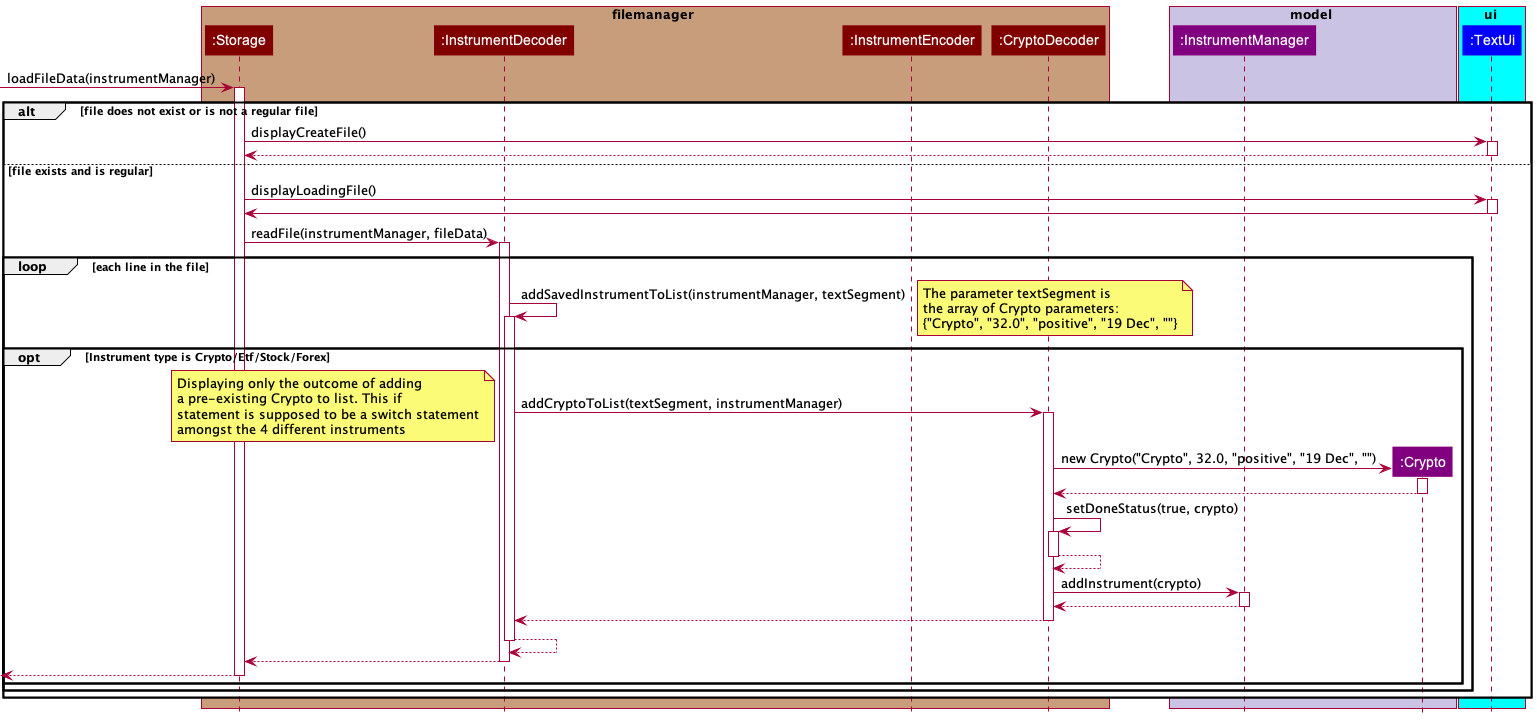 filemanager
model
ui
:Storage
:InstrumentDecoder
:InstrumentEncoder
:CryptoDecoder
:InstrumentManager
:TextUi
loadFileData(instrumentManager)
alt
[file does not exist or is not a regular file]
displayCreateFile()
[file exists and is regular]
displayLoadingFile()
readFile(instrumentManager, fileData)
loop
[each line in the file]
addSavedInstrumentToList(instrumentManager, textSegment)
The parameter textSegment is
the array of Crypto parameters:
{"Crypto", "32.0", "positive", "19 Dec", ""}
opt
[Instrument type is Crypto/Etf/Stock/Forex]
Displaying only the outcome of adding
a pre-existing Crypto to list. This if
statement is supposed to be a switch statement
amongst the 4 different instruments
addCryptoToList(textSegment, instrumentManager)
new Crypto("Crypto", 32.0, "positive", "19 Dec", "")
:Crypto
setDoneStatus(true, crypto)
addInstrument(crypto)